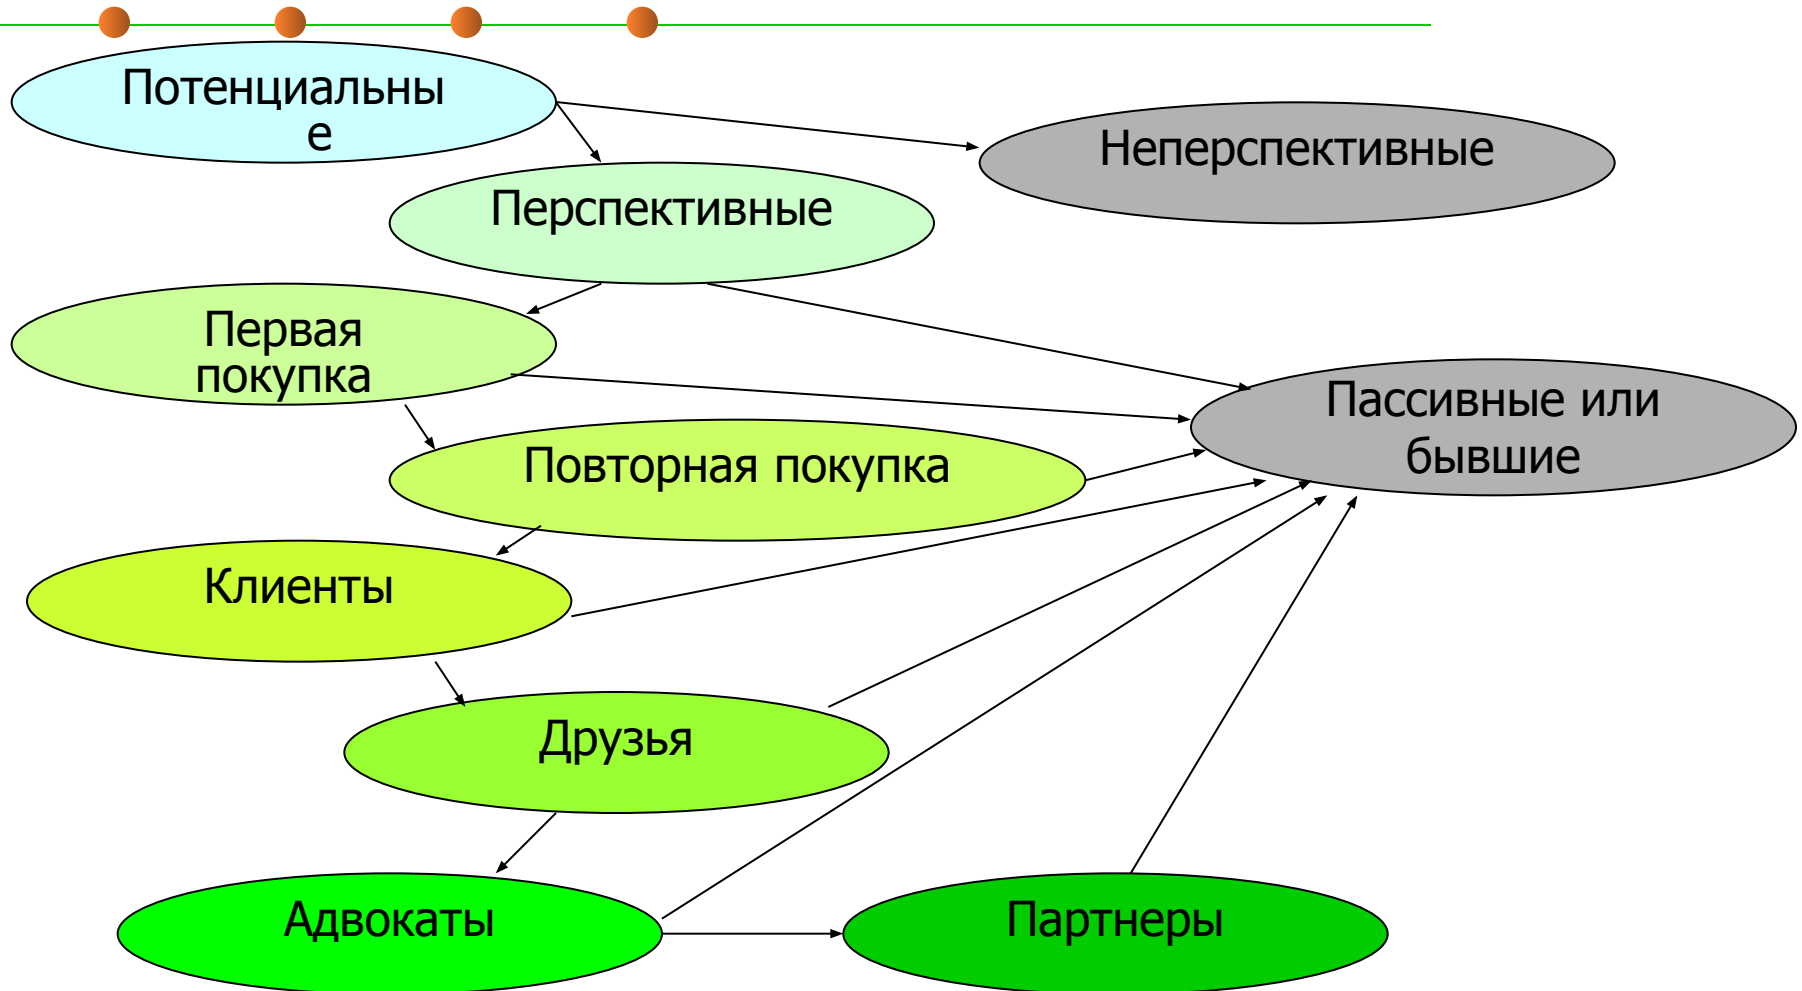 Потенциальны
е
Неперспективные
Перспективные
Первая
покупка
Пассивные или
бывшие
Повторная покупка
Клиенты
Друзья
Адвокаты
Партнеры